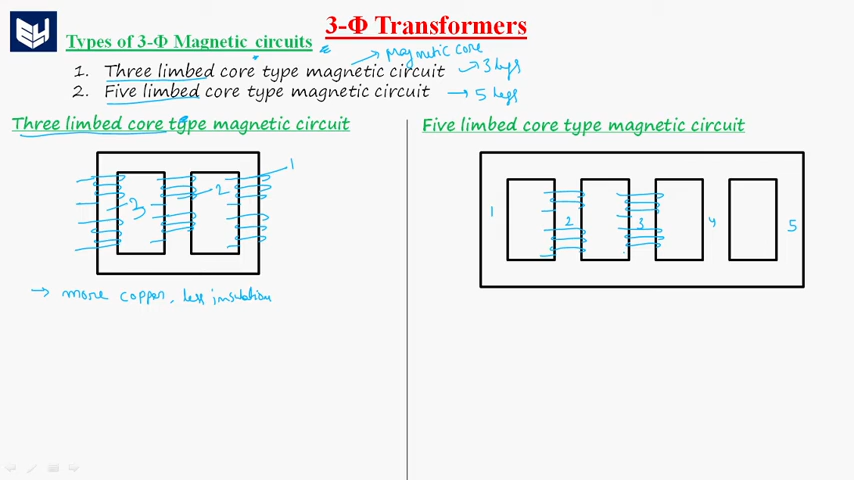 3-Φ Transformers
Types of 3-Φ Magnetic circuits
magnetic core
1. Three limbed core type magnetic circuit → 3 legs
2. Five limbed core type magnetic circuit → 5 legs
Three limbed core type magnetic circuit
1
2
3
→ more copper, less insulation
Five limbed core type magnetic circuit
1 2 3 4 5